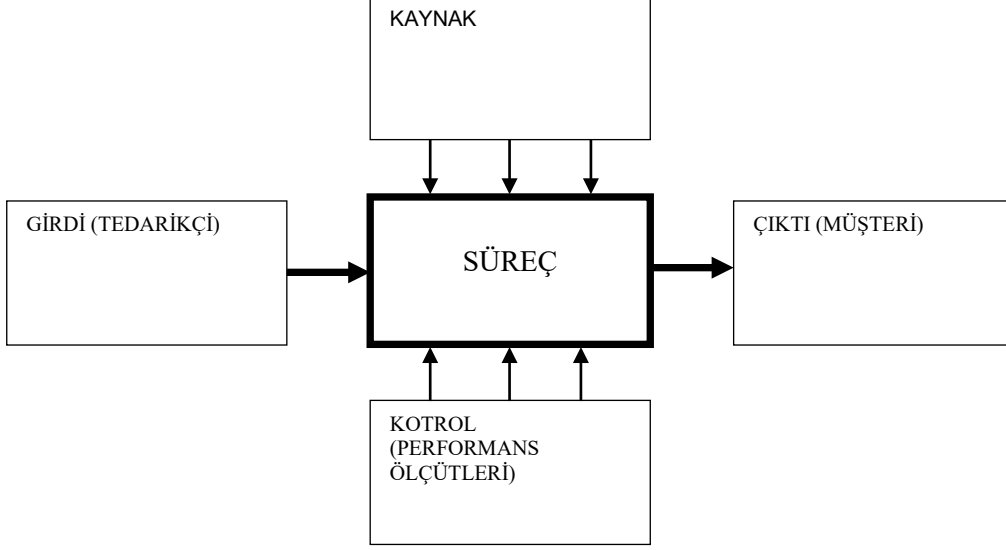 KAYNAK
GİRDİ (TEDARİKÇİ)
SÜREÇ
ÇIKTI (MÜŞTERİ)
KOTROL
(PERFORMANS
ÖLÇÜTLERİ)